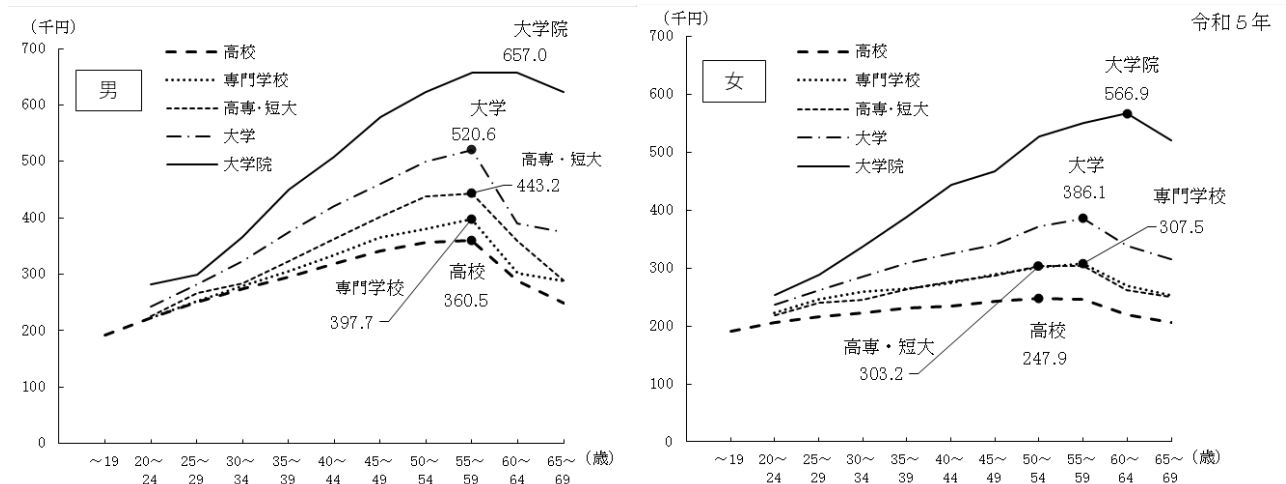 (千円)
700
600
500
400
300
200
100
0
男
高校
専門学校
高専・短大
大学
大学院
大学院
657.0
大学
520.6
高専・短大
443.2
専門学校
397.7
高校
360.5
～19 20～ 25～ 30～ 35～ 40～ 45～ 50～ 55～ 60～ 65～ (歳)
24 29 34 39 44 49 54 59 64 69
令和５年
(千円)
700
600
500
400
300
200
100
0
女
高校
専門学校
高専・短大
大学
大学院
大学院
566.9
大学
386.1
専門学校
307.5
高専・短大
303.2
高校
247.9
～19 20～ 25～ 30～ 35～ 40～ 45～ 50～ 55～ 60～ 65～ (歳)
24 29 34 39 44 49 54 59 64 69